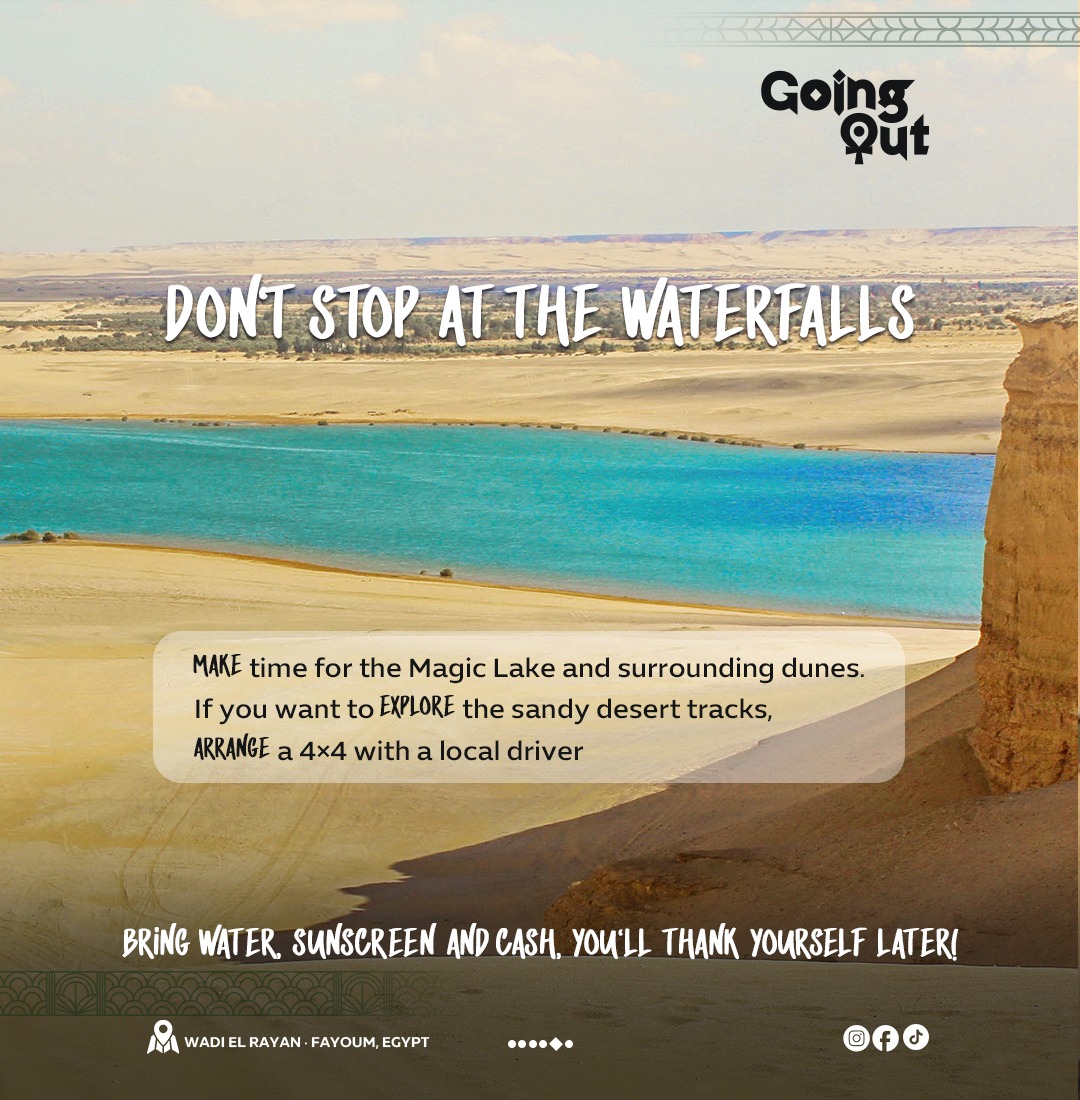 Going
Out
DON'T STOP AT THE WATERFALLS
MAKE time for the Magic Lake and surrounding dunes.
If you want to EXPLORE the sandy desert tracks,
ARRANGE a 4×4 with a local driver
BRING WATER, SUNSCREEN AND CASH, YOU'LL THANK YOURSELF LATER!
WADI EL RAYAN · FAYOUM, EGYPT